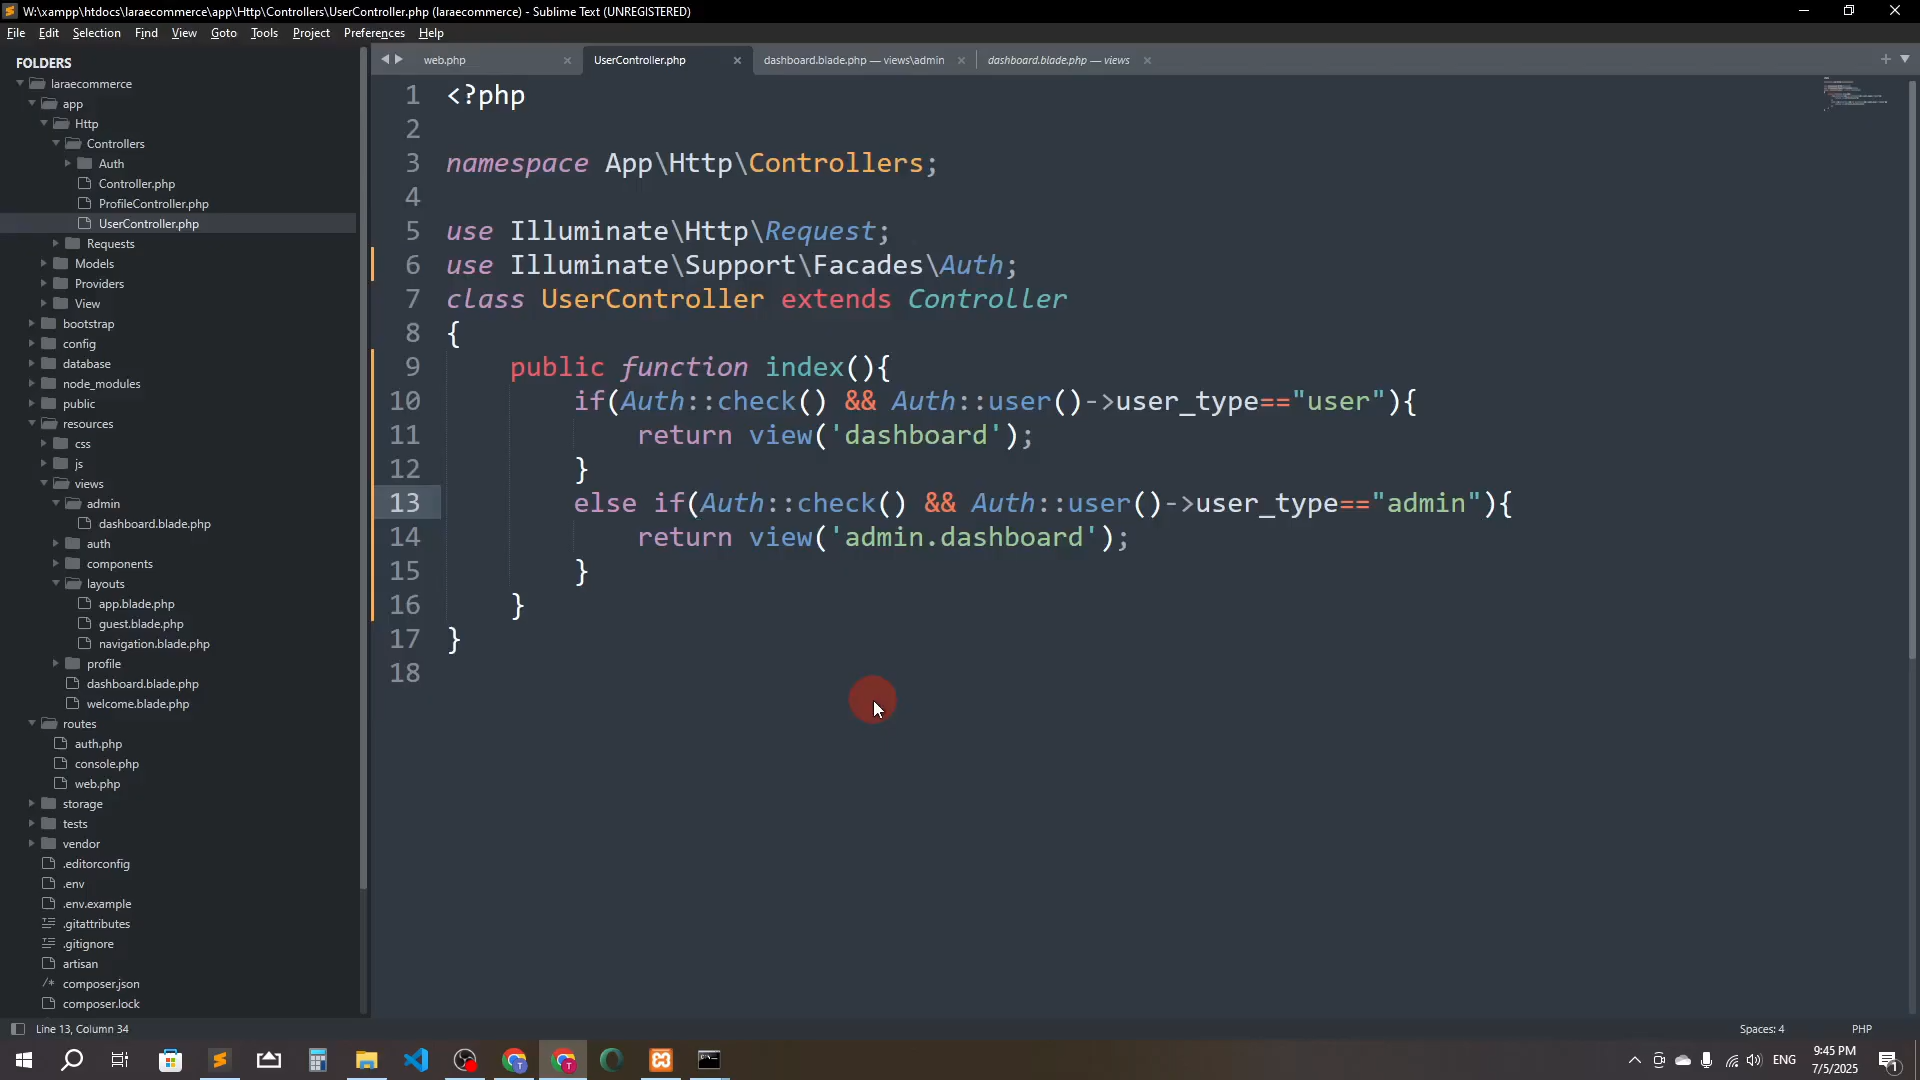 W:\xampp\htdocs\laraecommerce\app\Http\Controllers\UserController.php (laraecommerce) - Sublime Text (UNREGISTERED)
File Edit Selection Find View Goto Tools Project Preferences Help
FOLDERS
laraecommerce
app
Http
Controllers
Auth
Controller.php
ProfileController.php
UserController.php
Requests
Models
Providers
View
bootstrap
config
database
node_modules
public
resources
css
js
views
admin
dashboard.blade.php
auth
components
layouts
app.blade.php
guest.blade.php
navigation.blade.php
profile
dashboard.blade.php
welcome.blade.php
routes
auth.php
console.php
web.php
storage
tests
vendor
.editorconfig
.env
.env.example
.gitattributes
.gitignore
artisan
composer.json
composer.lock
web.php UserController.php dashboard.blade.php — views\admin dashboard.blade.php — views
1 <?php
2
3 namespace App\Http\Controllers;
4
5 use Illuminate\Http\Request;
6 use Illuminate\Support\Facades\Auth;
7 class UserController extends Controller
8 {
9 public function index(){
10 if(Auth::check() && Auth::user()->user_type=="user"){
11 return view('dashboard');
12 }
13 else if(Auth::check() && Auth::user()->user_type=="admin"){
14 return view('admin.dashboard');
15 }
16 }
17 }
18
Line 13, Column 34 Spaces: 4 PHP
ENG
9:45 PM
7/5/2025
1